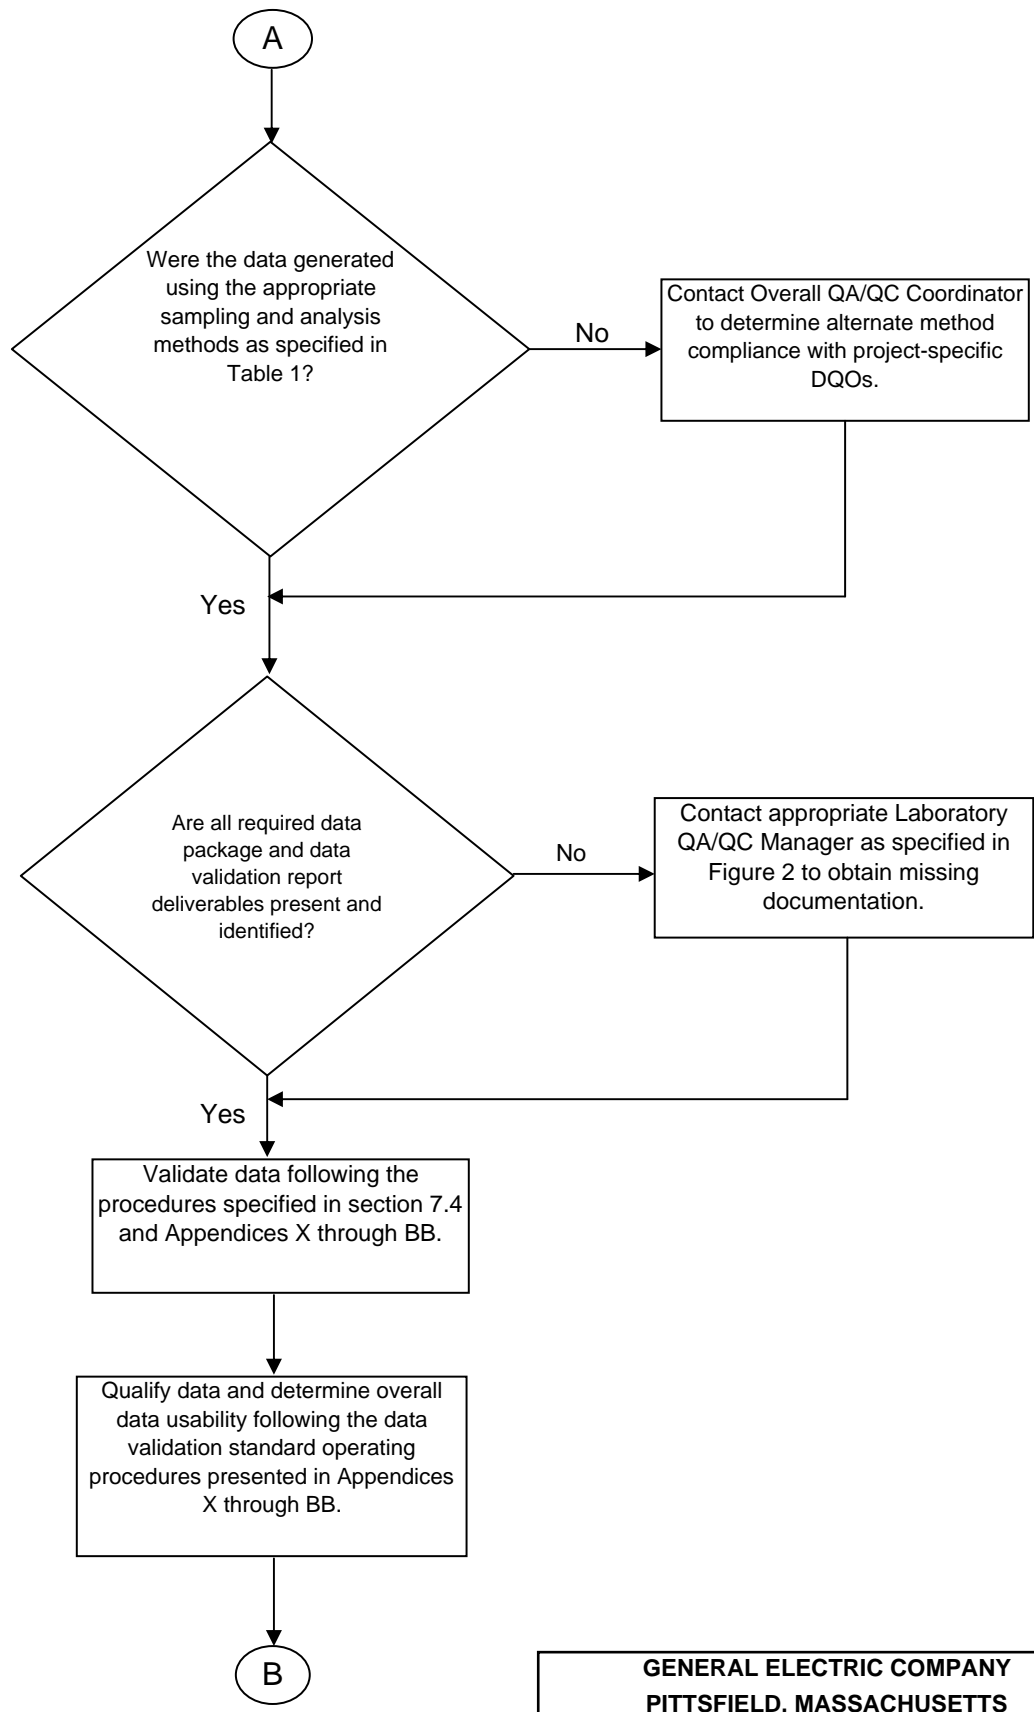 A
Were the data generated
using the appropriate
sampling and analysis
methods as specified in
Table 1?
No
Contact Overall QA/QC Coordinator
to determine alternate method
compliance with project-specific
DQOs.
Yes
Are all required data
package and data
validation report
deliverables present and
identified?
No
Contact appropriate Laboratory
QA/QC Manager as specified in
Figure 2 to obtain missing
documentation.
Yes
Validate data following the
procedures specified in section 7.4
and Appendices X through BB.
Qualify data and determine overall
data usability following the data
validation standard operating
procedures presented in Appendices
X through BB.
B
GENERAL ELECTRIC COMPANY
PITTSFIELD, MASSACHUSETTS